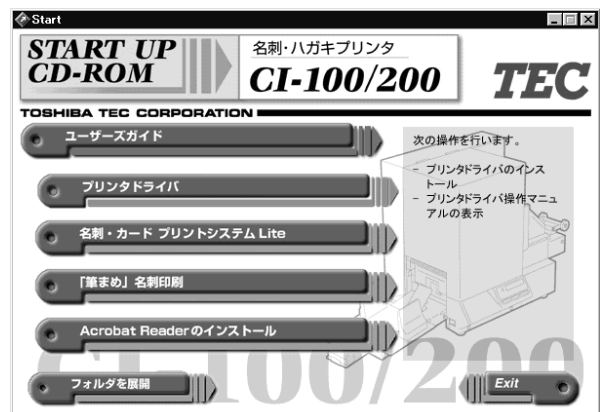 Start
START UP
CD-ROM
名刺・ハガキプリンタ
CI-100/200
TEC
TOSHIBA TEC CORPORATION
ユーザーズガイド
プリンタドライバ
名刺・カード プリントシステム Lite
「筆まめ」名刺印刷
Acrobat Readerのインストール
フォルダを展開
次の操作を行います。
- プリンタドライバのインス
トール
- プリンタドライバ操作マニュ
アルの表示
CI-100/200
Exit